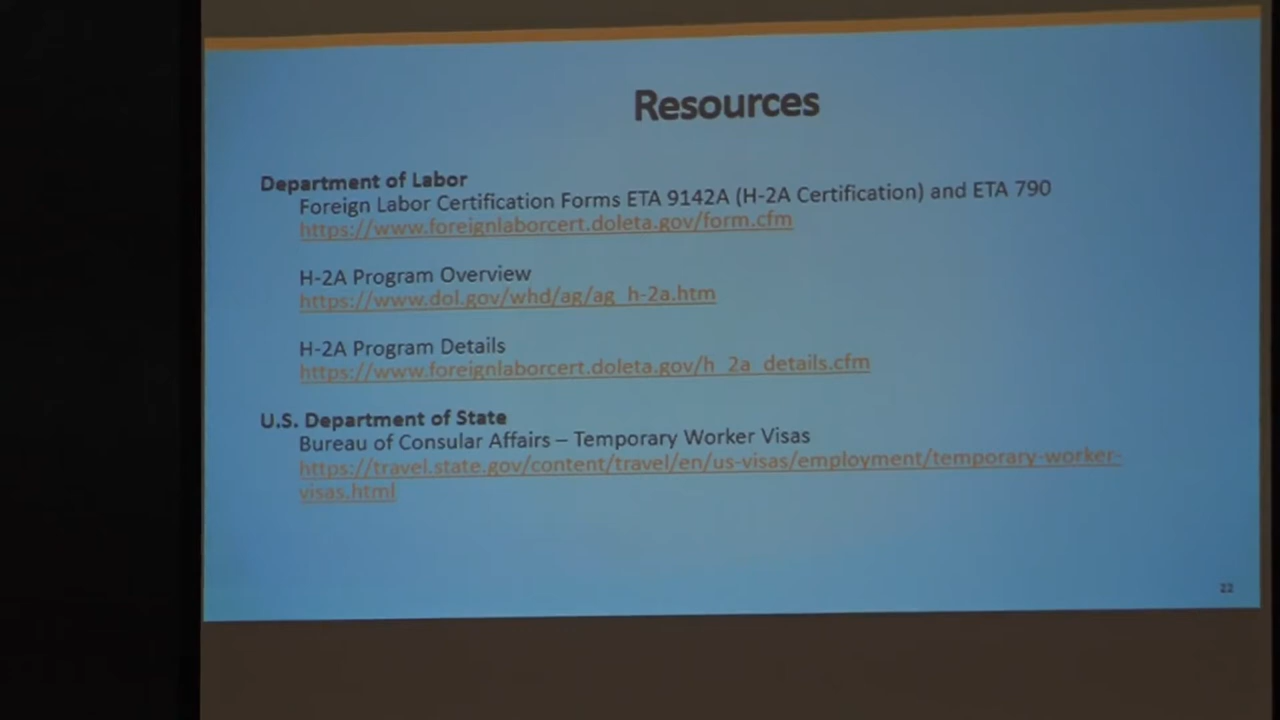 Resources
Department of Labor
Foreign Labor Certification Forms ETA 9142A (H-2A Certification) and ETA 790
https://www.foreignlaborcert.doleta.gov/form.cfm
H-2A Program Overview
https://www.dol.gov/whd/ag/ag_h-2a.htm
H-2A Program Details
https://www.foreignlaborcert.doleta.gov/h_2a_details.cfm
U.S. Department of State
Bureau of Consular Affairs – Temporary Worker Visas
https://travel.state.gov/content/travel/en/us-visas/employment/temporary-worker-
visas.html
22